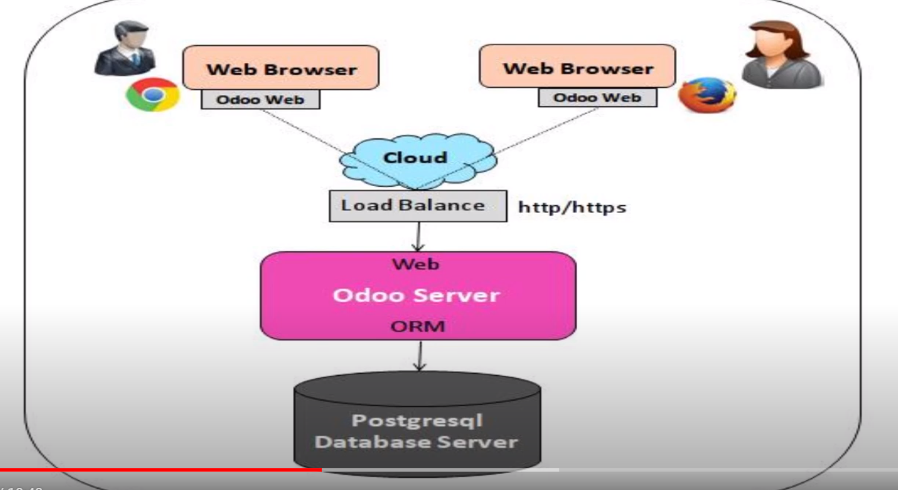 Web Browser
Odoo Web
Web Browser
Odoo Web
Cloud
Load Balance
http/https
Web
Odoo Server
ORM
Postgresql
Database Server